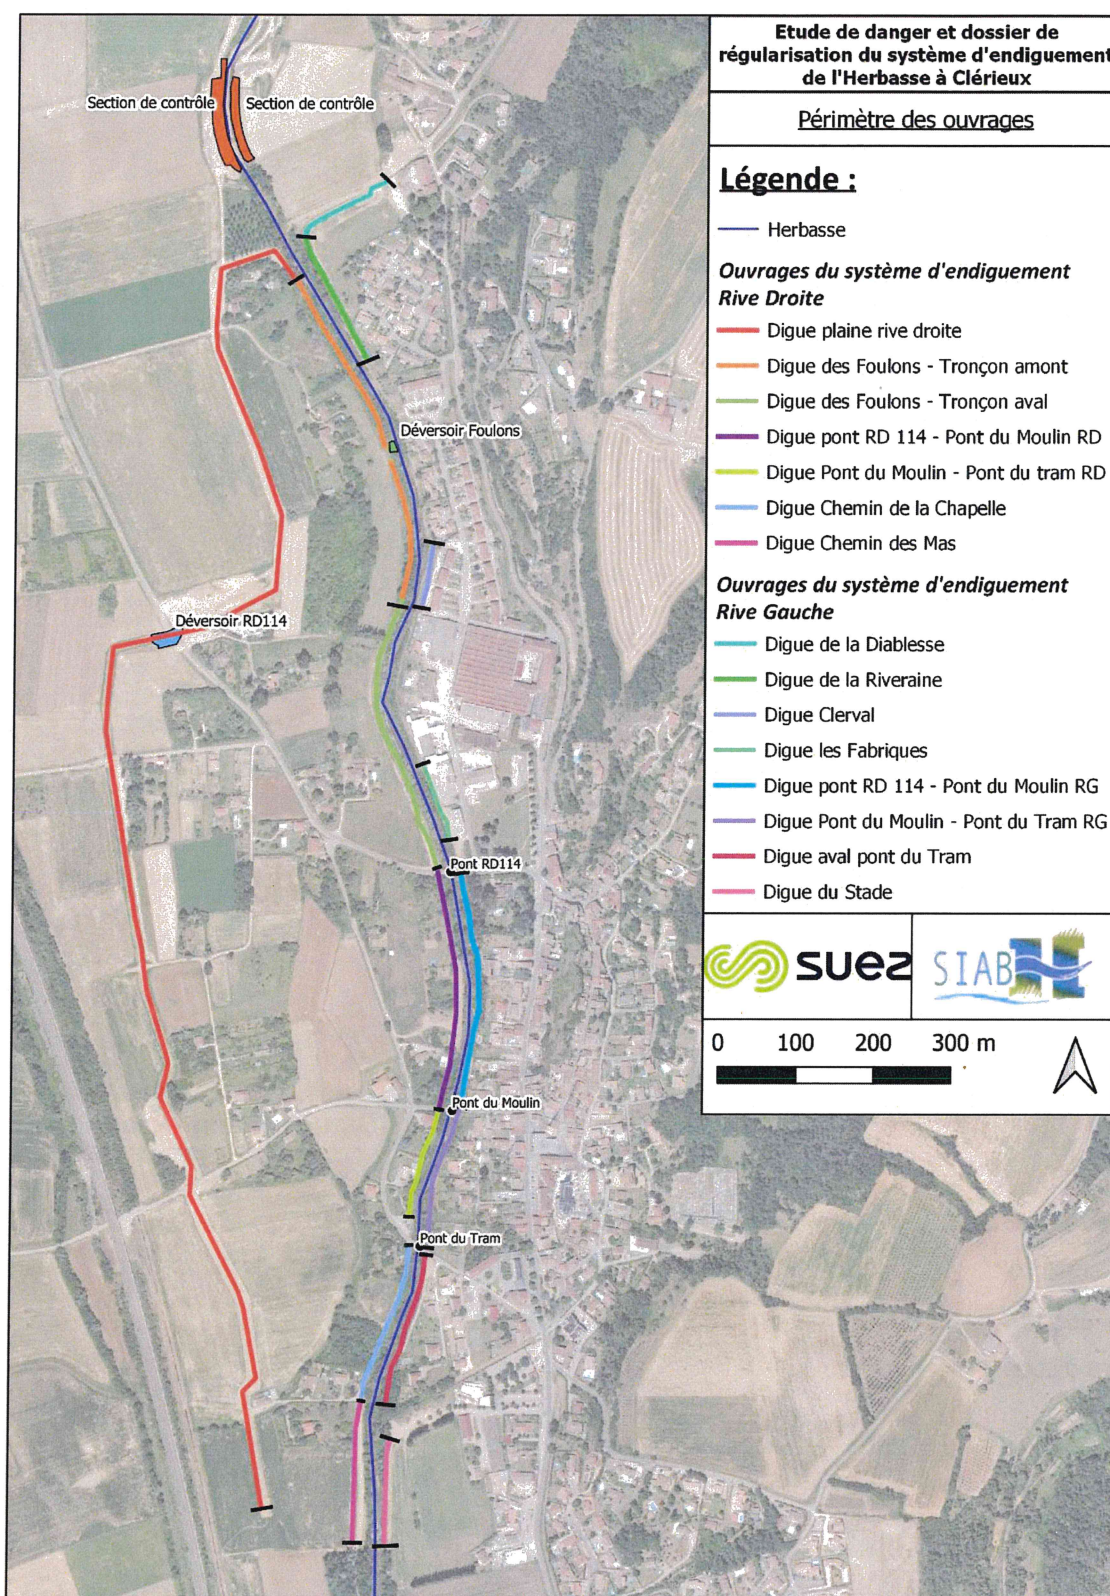 Etude de danger et dossier de
régularisation du système d'endiguement
de l'Herbasse à Clérieux
Périmètre des ouvrages
Légende :
Herbasse
Ouvrages du système d'endiguement
Rive Droite
Digue plaine rive droite
Digue des Foulons - Tronçon amont
Digue des Foulons - Tronçon aval
Digue pont RD 114 - Pont du Moulin RD
Digue Pont du Moulin - Pont du tram RD
Digue Chemin de la Chapelle
Digue Chemin des Mas
Ouvrages du système d'endiguement
Rive Gauche
Digue de la Diablesse
Digue de la Riveraine
Digue Clerval
Digue les Fabriques
Digue pont RD 114 - Pont du Moulin RG
Digue Pont du Moulin - Pont du Tram RG
Digue aval pont du Tram
Digue du Stade
suez
SIABH
0 100 200 300 m
Section de contrôle
Section de contrôle
Déversoir Foulons
Déversoir RD114
Pont RD114
Pont du Moulin
Pont du Tram